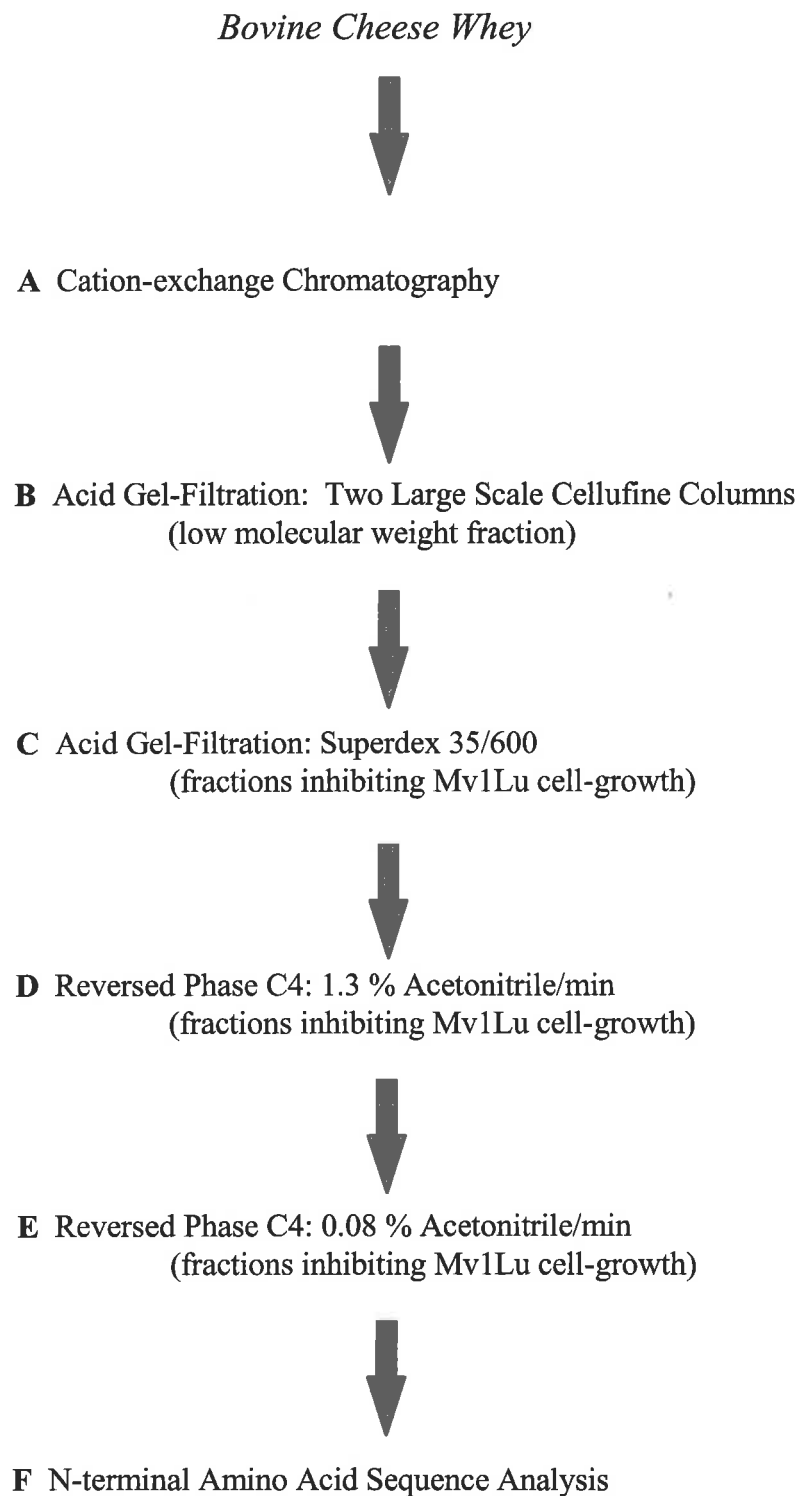 Bovine Cheese Whey
A Cation-exchange Chromatography
B Acid Gel-Filtration: Two Large Scale Cellufine Columns
(low molecular weight fraction)
C Acid Gel-Filtration: Superdex 35/600
(fractions inhibiting Mv1Lu cell-growth)
D Reversed Phase C4: 1.3 % Acetonitrile/min
(fractions inhibiting Mv1Lu cell-growth)
E Reversed Phase C4: 0.08 % Acetonitrile/min
(fractions inhibiting Mv1Lu cell-growth)
F N-terminal Amino Acid Sequence Analysis